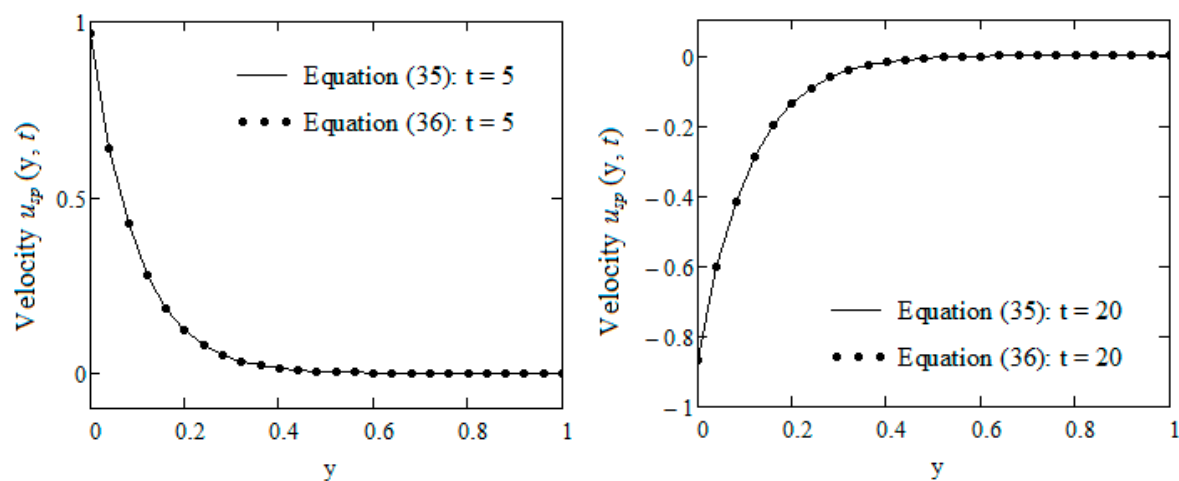 1
0.5
0
Velocity u_sp (y, t)
Equation (35): t = 5
Equation (36): t = 5
0 0.2 0.4 0.6 0.8 1
y
0
− 0.2
− 0.4
− 0.6
− 0.8
− 1
Velocity u_sp (y, t)
Equation (35): t = 20
Equation (36): t = 20
0 0.2 0.4 0.6 0.8 1
y